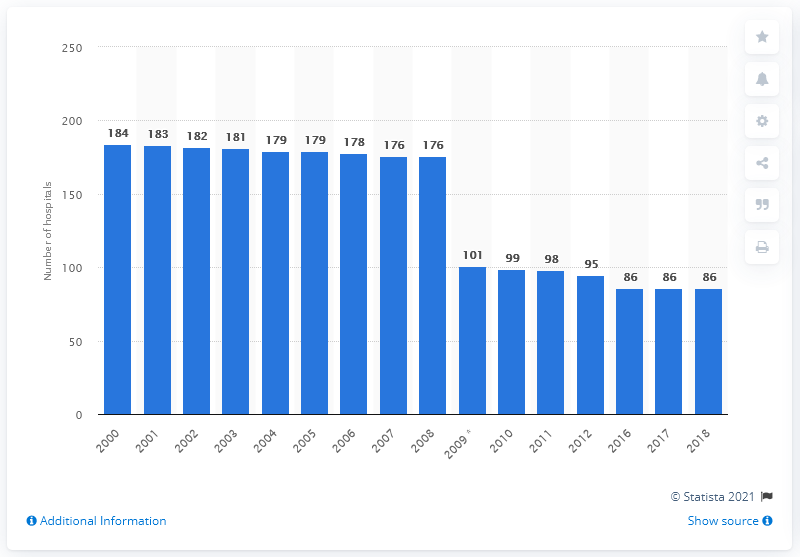 250
200
150
100
50
0
Number of hospitals
184 183 182 181 179 179 178 176 176 101 99 98 95 86 86 86
2000 2001 2002 2003 2004 2005 2006 2007 2008 2009 ^ 2010 2011 2012 2016 2017 2018
© Statista 2021
Additional Information
Show source